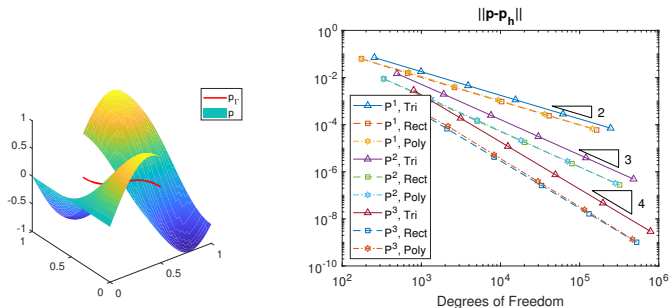 p_Γ
p
1
0.5
0
-0.5
-1
1
0.5
0
0
0.5
1
||p-p_h||
10^0
10^-2
10^-4
10^-6
10^-8
10^-10
P^1, Tri
P^1, Rect
P^1, Poly
P^2, Tri
P^2, Rect
P^2, Poly
P^3, Tri
P^3, Rect
P^3, Poly
2
3
4
10^2
10^3
10^4
10^5
10^6
Degrees of Freedom